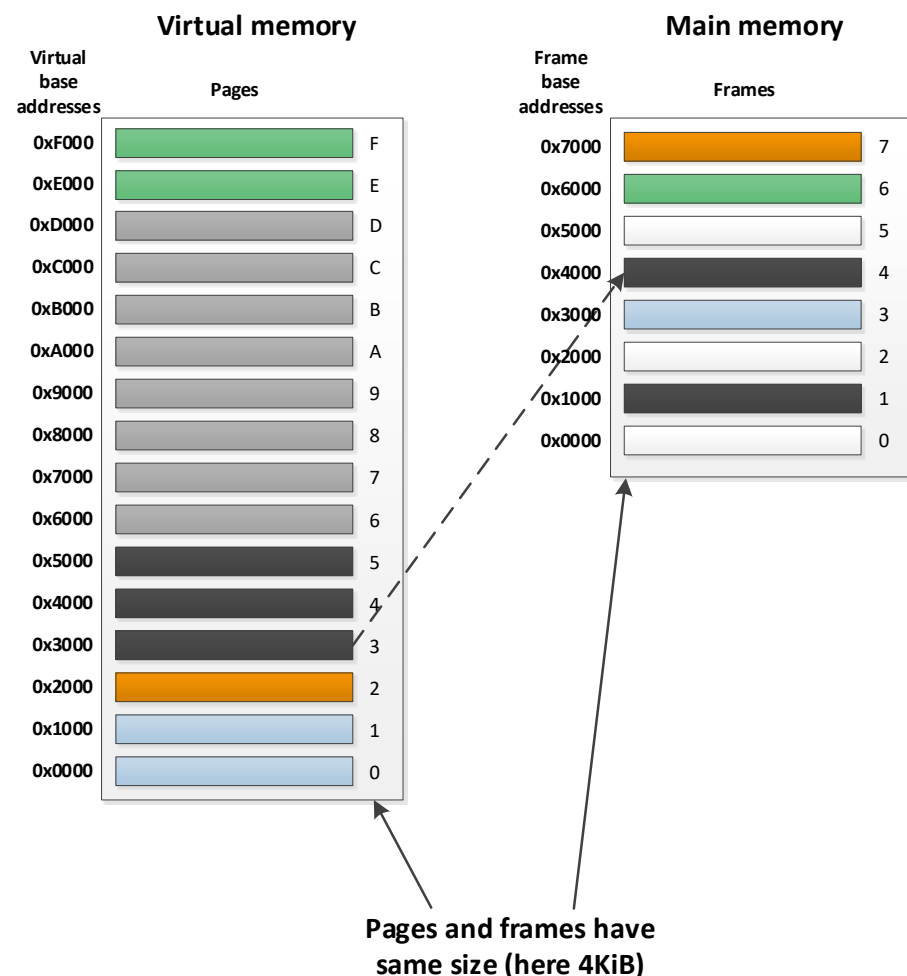 Virtual memory
Virtual
base
addresses
Pages
0xF000
F
0xE000
E
0xD000
D
0xC000
C
0xB000
B
0xA000
A
0x9000
9
0x8000
8
0x7000
7
0x6000
6
0x5000
5
0x4000
4
0x3000
3
0x2000
2
0x1000
1
0x0000
0
Main memory
Frame
base
addresses
Frames
0x7000
7
0x6000
6
0x5000
5
0x4000
4
0x3000
3
0x2000
2
0x1000
1
0x0000
0
Pages and frames have
same size (here 4KiB)